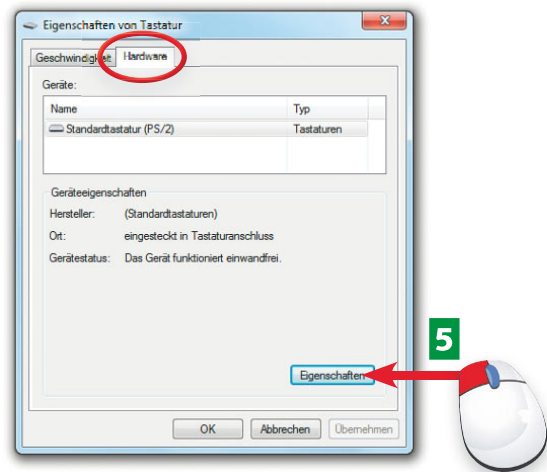 Eigenschaften von Tastatur
Geschwindigkeit Hardware
Geräte:
Name Typ
Standardtastatur (PS/2) Tastaturen
Geräteeigenschaften
Hersteller: (Standardtastaturen)
Ort: eingesteckt in Tastaturanschluss
Gerätestatus: Das Gerät funktioniert einwandfrei.
5
Eigenschaften
OK Abbrechen Übernehmen